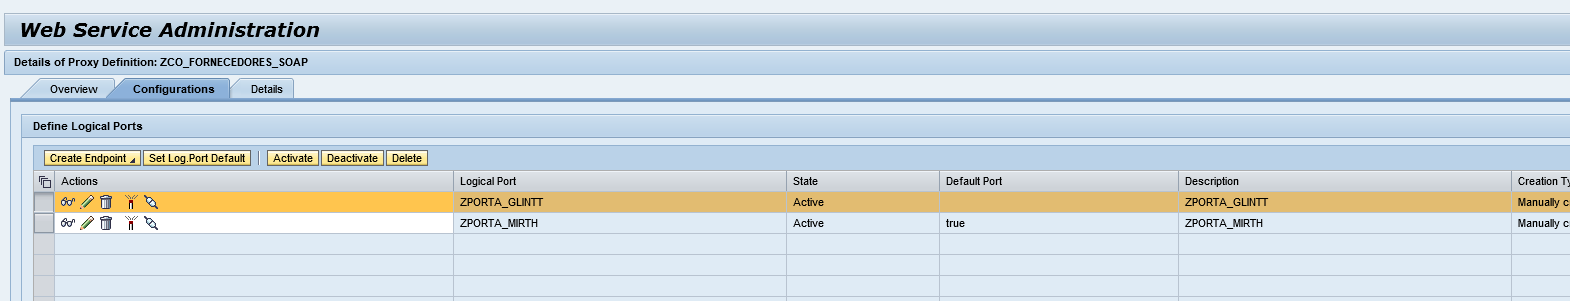 Web Service Administration
Details of Proxy Definition: ZCO_FORNECEDORES_SOAP
Overview Configurations Details
Define Logical Ports
Create Endpoint Set Log.Port Default Activate Deactivate Delete
Actions Logical Port State Default Port Description Creation Ty
ZPORTA_GLINTT Active ZPORTA_GLINTT Manually c
ZPORTA_MIRTH Active true ZPORTA_MIRTH Manually c